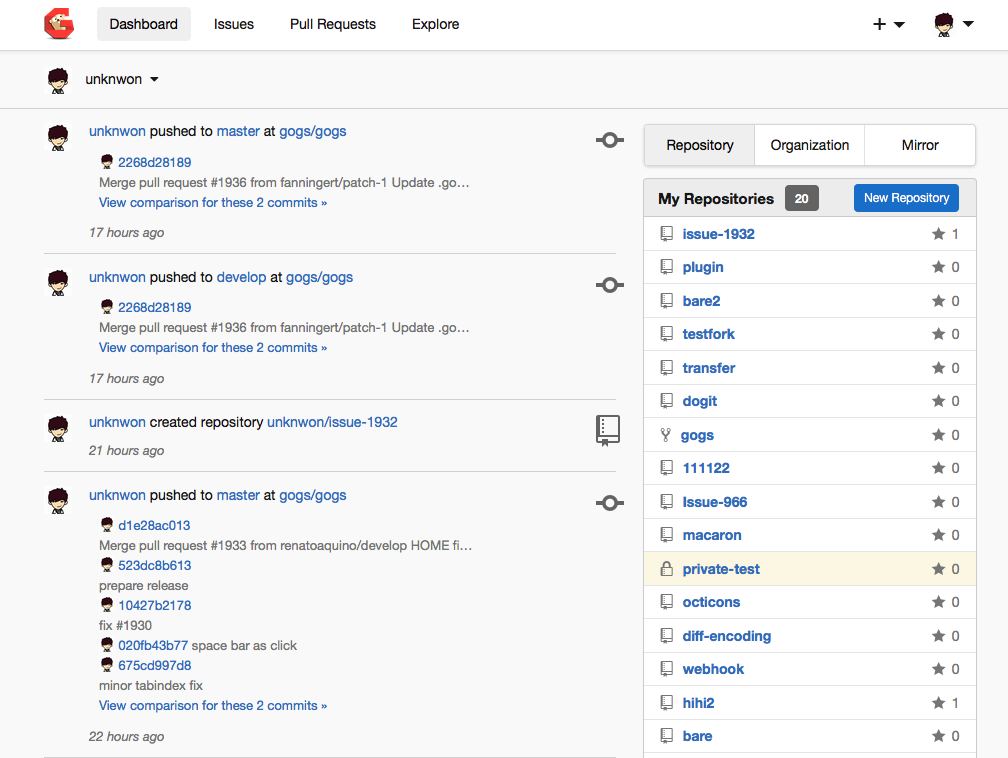 Dashboard Issues Pull Requests Explore
unknwon
unknwon pushed to master at gogs/gogs
2268d28189
Merge pull request #1936 from fanningert/patch-1 Update .go…
View comparison for these 2 commits »
17 hours ago
unknwon pushed to develop at gogs/gogs
2268d28189
Merge pull request #1936 from fanningert/patch-1 Update .go…
View comparison for these 2 commits »
17 hours ago
unknwon created repository unknwon/issue-1932
21 hours ago
unknwon pushed to master at gogs/gogs
d1e28ac013
Merge pull request #1933 from renatoaquino/develop HOME fi…
523dc8b613
prepare release
10427b2178
fix #1930
020fb43b77 space bar as click
675cd997d8
minor tabindex fix
View comparison for these 2 commits »
22 hours ago
Repository Organization Mirror
My Repositories 20 New Repository
issue-1932 1
plugin 0
bare2 0
testfork 0
transfer 0
dogit 0
gogs 0
111122 0
Issue-966 0
macaron 0
private-test 0
octicons 0
diff-encoding 0
webhook 0
hihi2 1
bare 0